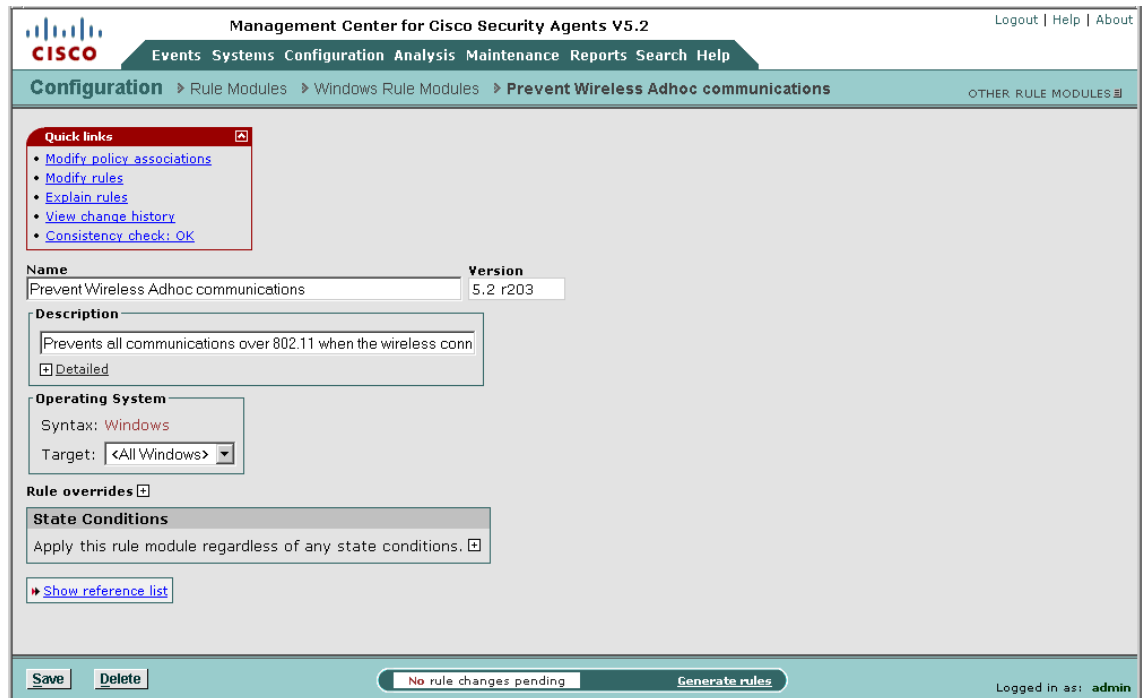 Management Center for Cisco Security Agents V5.2
Logout | Help | About
CISCO
Events Systems Configuration Analysis Maintenance Reports Search Help
Configuration > Rule Modules > Windows Rule Modules > Prevent Wireless Adhoc communications
OTHER RULE MODULES
Quick links
• Modify policy associations
• Modify rules
• Explain rules
• View change history
• Consistency check: OK
Name Version
Prevent Wireless Adhoc communications 5.2 r203
Description
Prevents all communications over 802.11 when the wireless conn
+ Detailed
Operating System
Syntax: Windows
Target: <All Windows>
Rule overrides +
State Conditions
Apply this rule module regardless of any state conditions. +
Show reference list
Save Delete No rule changes pending Generate rules
Logged in as: admin